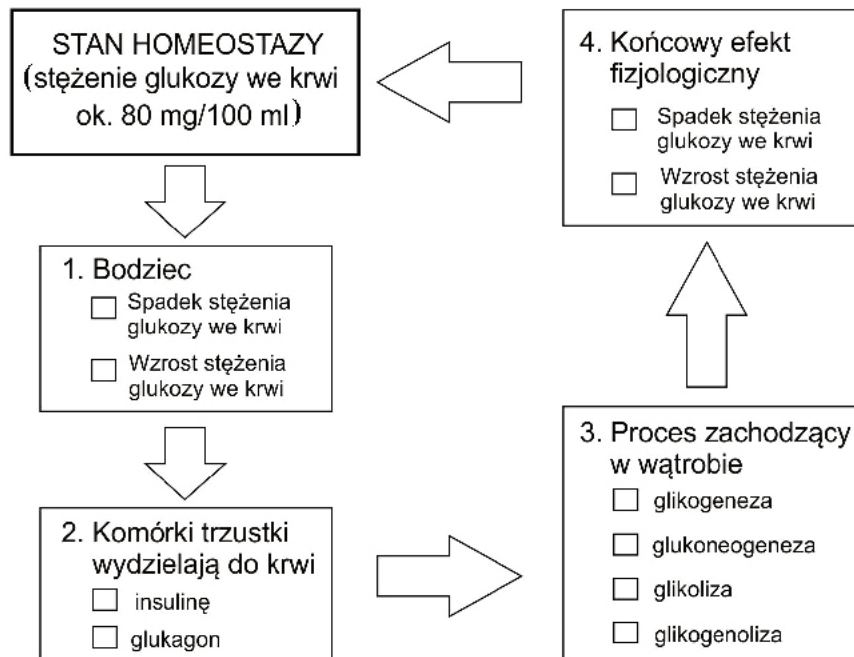 STAN HOMEOSTAZY
(stężenie glukozy we krwi
ok. 80 mg/100 ml)
1. Bodziec
Spadek stężenia
glukozy we krwi
Wzrost stężenia
glukozy we krwi
2. Komórki trzustki
wydzielają do krwi
insulinę
glukagon
3. Proces zachodzący
w wątrobie
glikogeneza
glukoneogeneza
glikoliza
glikogenoliza
4. Końcowy efekt
fizjologiczny
Spadek stężenia
glukozy we krwi
Wzrost stężenia
glukozy we krwi